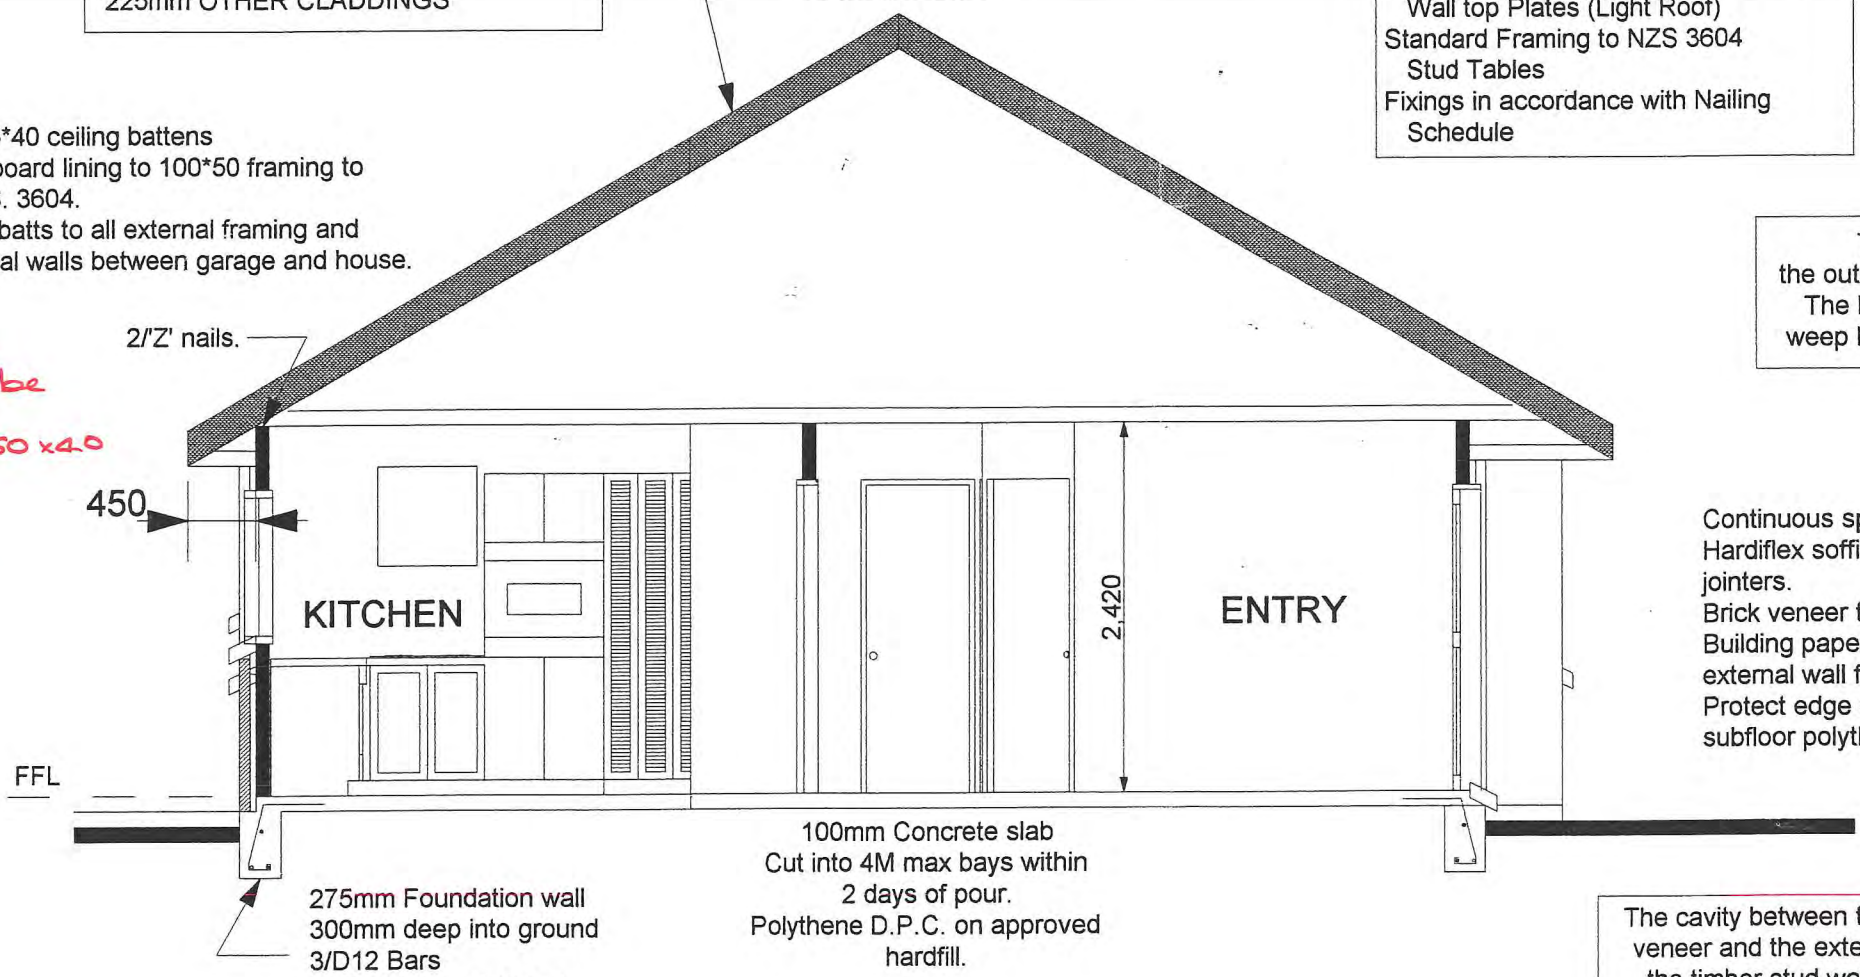 225mm OTHER CLADDINGS
Wall top Plates (Light Roof)
Standard Framing to NZS 3604
Stud Tables
Fixings in accordance with Nailing
Schedule
*40 ceiling battens
board lining to 100*50 framing to
. 3604.
batts to all external framing and
al walls between garage and house.
the out
The
weep
2/'Z' nails.
be
50 x40
450
KITCHEN
2,420
ENTRY
Continuous sp
Hardiflex soffi
jointers.
Brick veneer
Building pape
external wall f
Protect edge
subfloor polyt
FFL
275mm Foundation wall
300mm deep into ground
3/D12 Bars
100mm Concrete slab
Cut into 4M max bays within
2 days of pour.
Polythene D.P.C. on approved
hardfill.
The cavity between
veneer and the exte
the timber stud